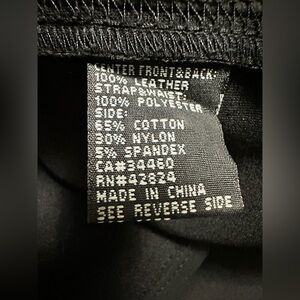 CENTER FRONT&BACK:
100% LEATHER
STRAP&WAIST:
100% POLYESTER
SIDE:
65% COTTON
30% NYLON
5% SPANDEX
CA#34460
RN#42824
MADE IN CHINA
SEE REVERSE SIDE